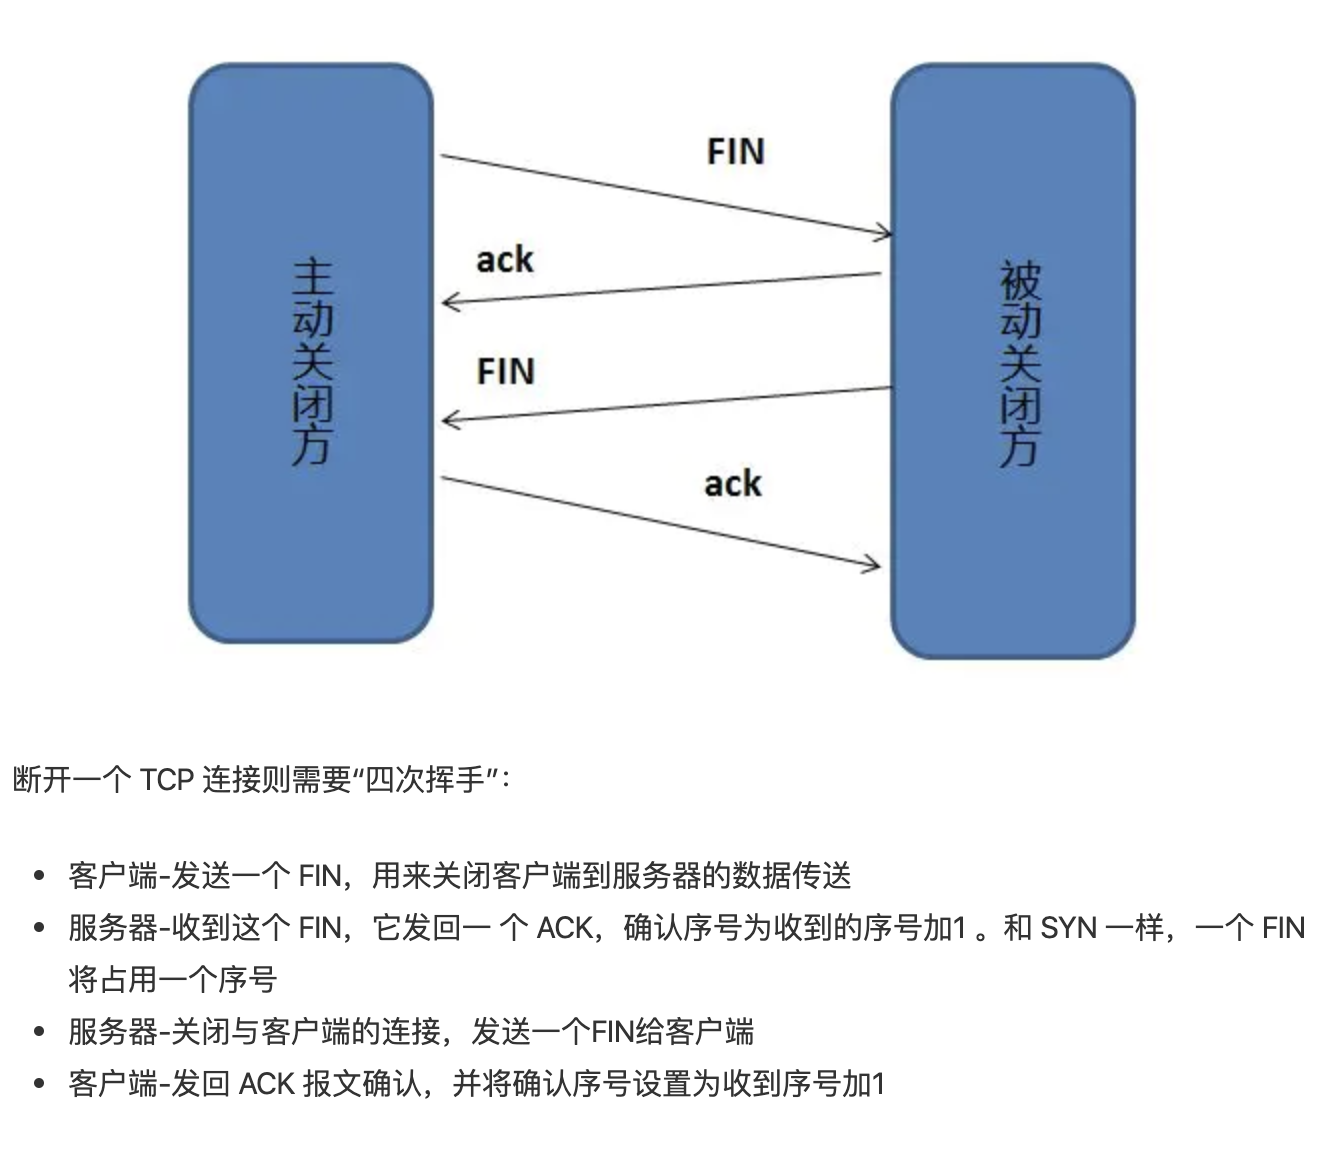 主动关闭方
被动关闭方
FIN
ack
FIN
ack
断开一个 TCP 连接则需要“四次挥手”：
客户端-发送一个 FIN，用来关闭客户端到服务器的数据传送
服务器-收到这个 FIN，它发回一 个 ACK，确认序号为收到的序号加1 。和 SYN 一样，一个 FIN
将占用一个序号
服务器-关闭与客户端的连接，发送一个FIN给客户端
客户端-发回 ACK 报文确认，并将确认序号设置为收到序号加1